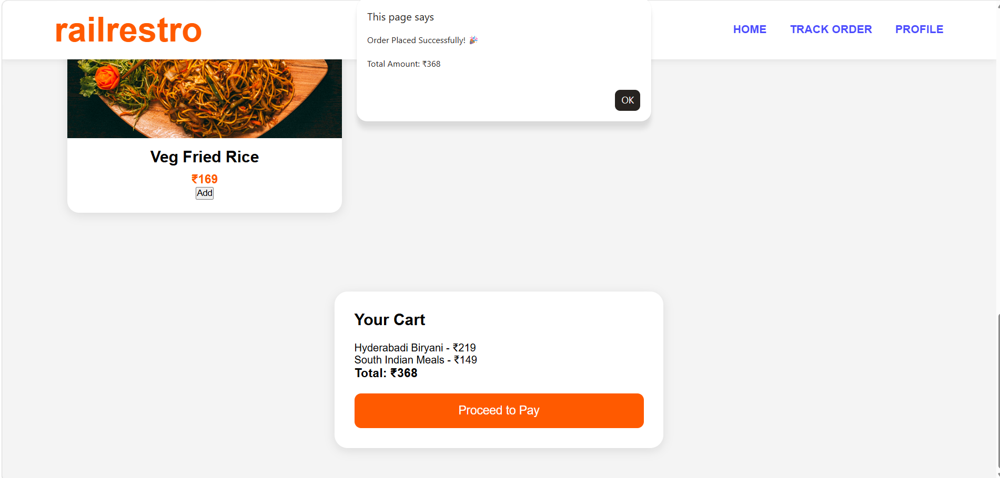 railrestro
HOME TRACK ORDER PROFILE
This page says
Order Placed Successfully! 🎉
Total Amount: ₹368
OK
Veg Fried Rice
₹169
Add
Your Cart
Hyderabadi Biryani - ₹219
South Indian Meals - ₹149
Total: ₹368
Proceed to Pay